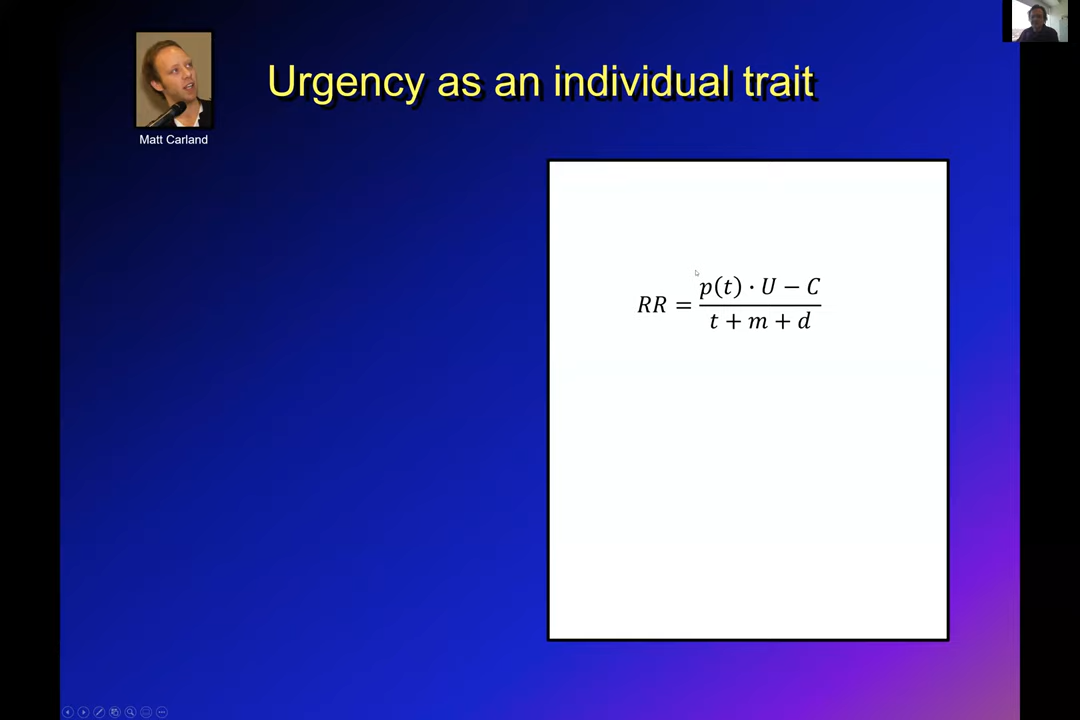 Urgency as an individual trait
Matt Carland
RR = p(t) · U − C / t + m + d